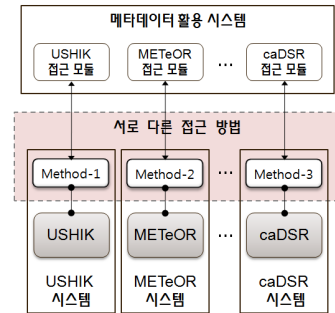 메타데이터 활용 시스템
USHIK 접근 모듈
METeOR 접근 모듈
...
caDSR 접근 모듈
서로 다른 접근 방법
Method-1
Method-2
...
Method-3
USHIK
METeOR
...
caDSR
USHIK 시스템
METeOR 시스템
caDSR 시스템